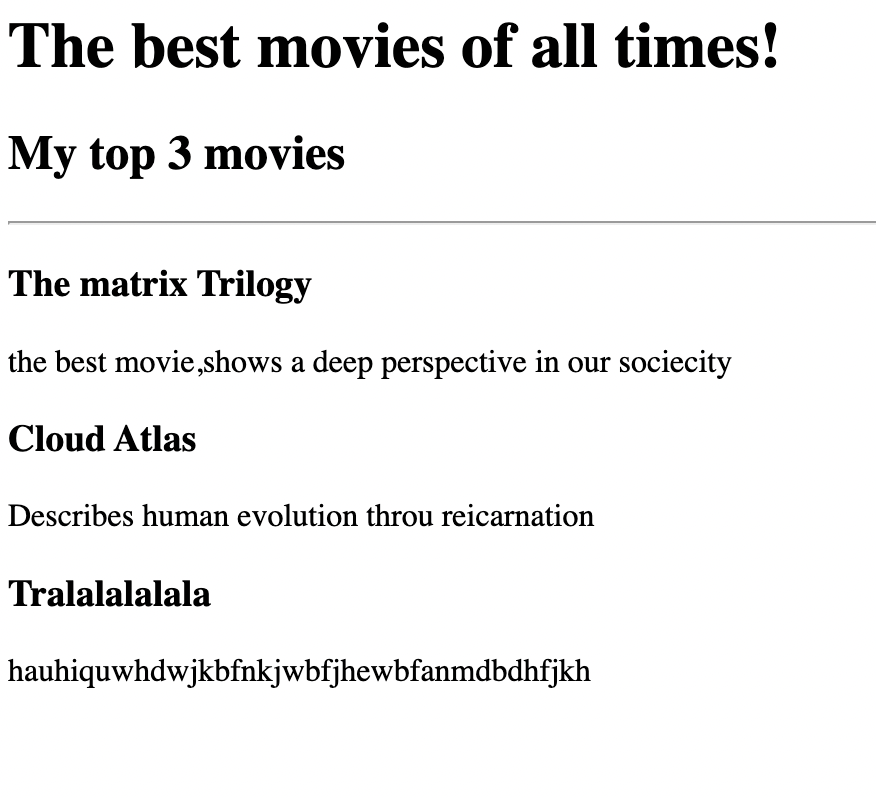 The best movies of all times!
My top 3 movies
The matrix Trilogy
the best movie,shows a deep perspective in our sociecity
Cloud Atlas
Describes human evolution throu reicarnation
Tralalalalala
hauhiquwhdwjkbfnkjwbfjhewbfanmdbdhfjkh